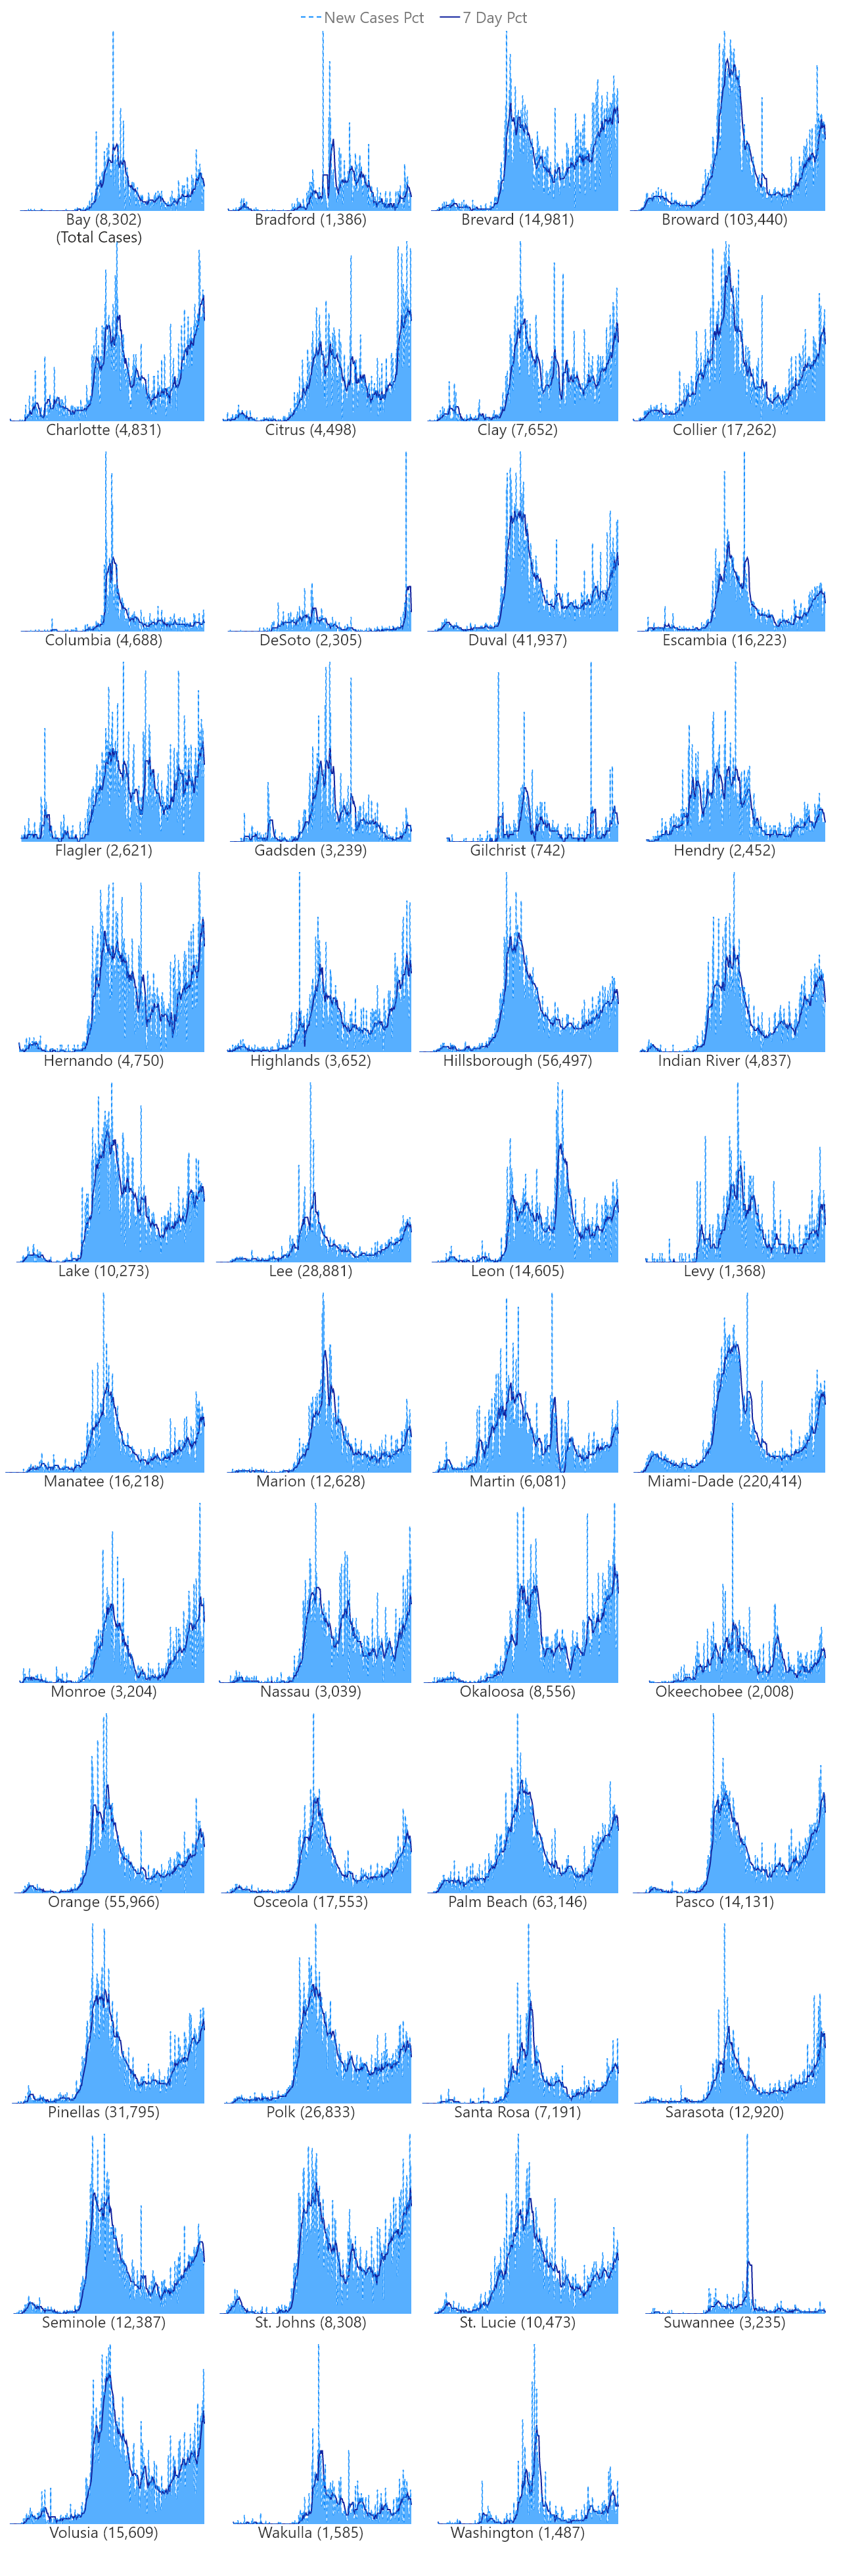 New Cases Pct 7 Day Pct
Bay (8,302) Bradford (1,386) Brevard (14,981) Broward (103,440)
(Total Cases)
Charlotte (4,831) Citrus (4,498) Clay (7,652) Collier (17,262)
Columbia (4,688) DeSoto (2,305) Duval (41,937) Escambia (16,223)
Flagler (2,621) Gadsden (3,239) Gilchrist (742) Hendry (2,452)
Hernando (4,750) Highlands (3,652) Hillsborough (56,497) Indian River (4,837)
Lake (10,273) Lee (28,881) Leon (14,605) Levy (1,368)
Manatee (16,218) Marion (12,628) Martin (6,081) Miami-Dade (220,414)
Monroe (3,204) Nassau (3,039) Okaloosa (8,556) Okeechobee (2,008)
Orange (55,966) Osceola (17,553) Palm Beach (63,146) Pasco (14,131)
Pinellas (31,795) Polk (26,833) Santa Rosa (7,191) Sarasota (12,920)
Seminole (12,387) St. Johns (8,308) St. Lucie (10,473) Suwannee (3,235)
Volusia (15,609) Wakulla (1,585) Washington (1,487)